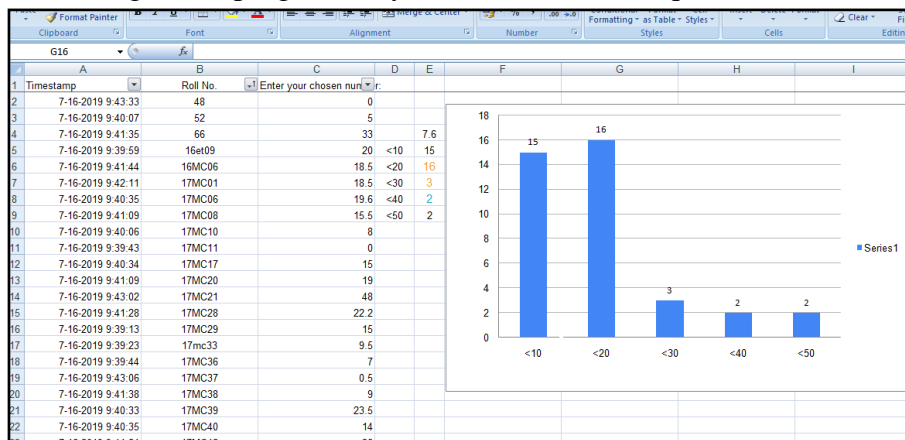 Format Painter
B U A Merge & Center % .00 →.0 Formatting as Table Styles Clear
Clipboard Font Alignment Number Styles Cells Editin
G16 fx
A B C D E F G H I
1 Timestamp Roll No. Enter your chosen num r:
2 7-16-2019 9:43:33 48 0
3 7-16-2019 9:40:07 52 5
4 7-16-2019 9:41:35 66 33 7.6
5 7-16-2019 9:39:59 16et09 20 <10 15
6 7-16-2019 9:41:44 16MC06 18.5 <20 16
7 7-16-2019 9:42:11 17MC01 18.5 <30 3
8 7-16-2019 9:40:35 17MC06 19.6 <40 2
9 7-16-2019 9:41:09 17MC08 15.5 <50 2
10 7-16-2019 9:40:06 17MC10 8
11 7-16-2019 9:39:43 17MC11 0
12 7-16-2019 9:40:34 17MC17 15
13 7-16-2019 9:41:09 17MC20 19
14 7-16-2019 9:43:02 17MC21 48
15 7-16-2019 9:41:28 17MC28 22.2
16 7-16-2019 9:39:13 17MC29 15
17 7-16-2019 9:39:23 17mc33 9.5
18 7-16-2019 9:39:44 17MC36 7
19 7-16-2019 9:43:06 17MC37 0.5
20 7-16-2019 9:41:38 17MC38 9
21 7-16-2019 9:40:33 17MC39 23.5
22 7-16-2019 9:40:35 17MC40 14
18
16
14
12
10
8
6
4
2
0
15 16 3 2 2
<10 <20 <30 <40 <50
Series1